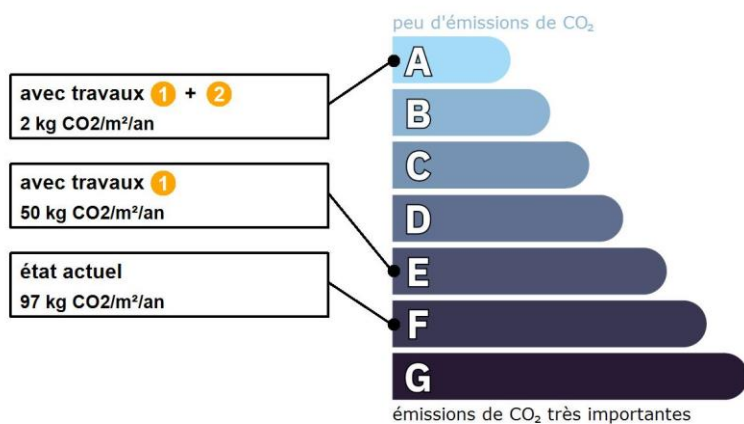 peu d'émissions de CO₂
A
avec travaux 1 + 2
2 kg CO2/m²/an
B
avec travaux 1
50 kg CO2/m²/an
C
D
état actuel
97 kg CO2/m²/an
E
F
G
émissions de CO₂ très importantes